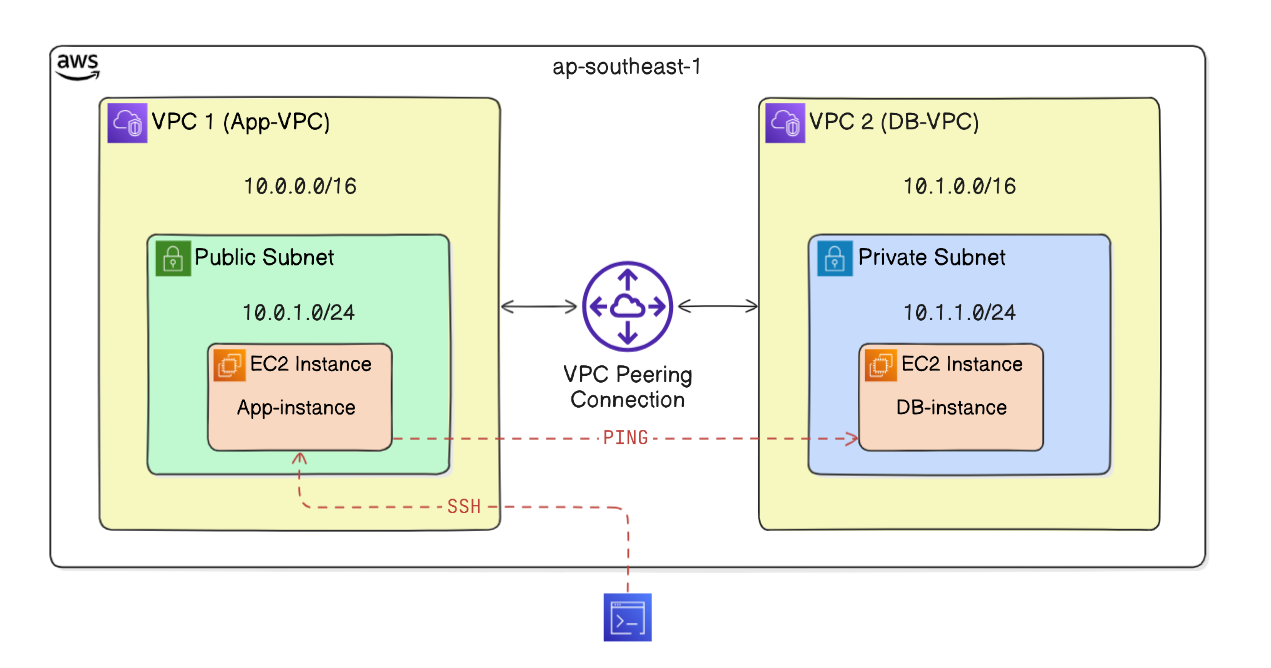 aws
ap-southeast-1
VPC 1 (App-VPC)
10.0.0.0/16
Public Subnet
10.0.1.0/24
EC2 Instance
App-instance
VPC Peering
Connection
VPC 2 (DB-VPC)
10.1.0.0/16
Private Subnet
10.1.1.0/24
EC2 Instance
DB-instance
PING
SSH